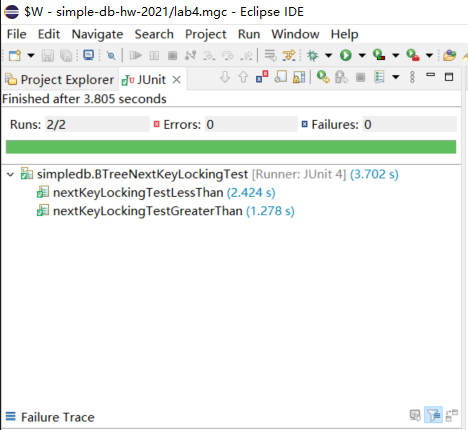 $W - simple-db-hw-2021/lab4.mgc - Eclipse IDE
File Edit Navigate Search Project Run Window Help
Project Explorer JUnit
Finished after 3.805 seconds
Runs: 2/2 Errors: 0 Failures: 0
simpledb.BTreeNextKeyLockingTest [Runner: JUnit 4] (3.702 s)
nextKeyLockingTestLessThan (2.424 s)
nextKeyLockingTestGreaterThan (1.278 s)
Failure Trace